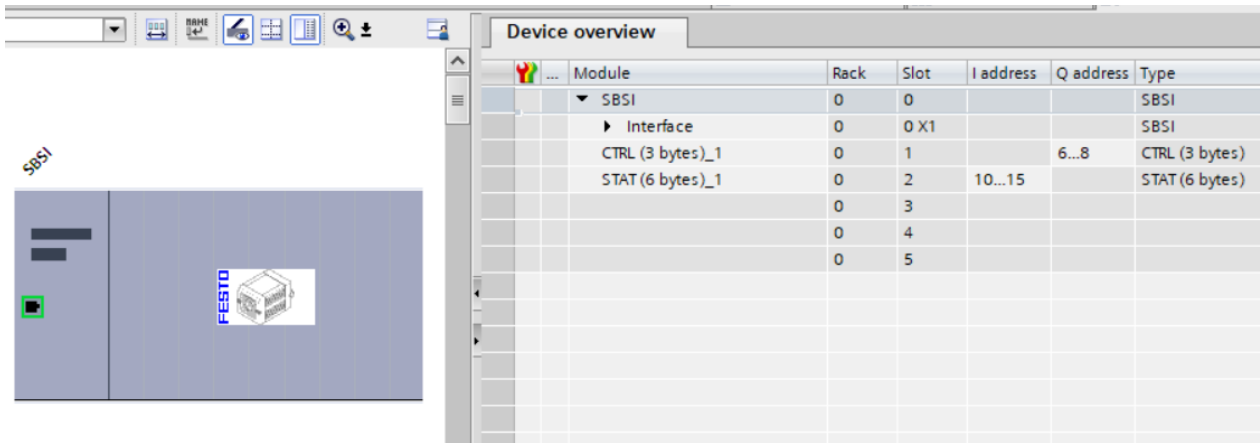 NAME
Device overview
... Module Rack Slot I address Q address Type
SBSI 0 0 SBSI
Interface 0 0 X1 SBSI
CTRL (3 bytes)_1 0 1 6...8 CTRL (3 bytes)
STAT (6 bytes)_1 0 2 10...15 STAT (6 bytes)
0 3
0 4
0 5
SBSI
FESTO